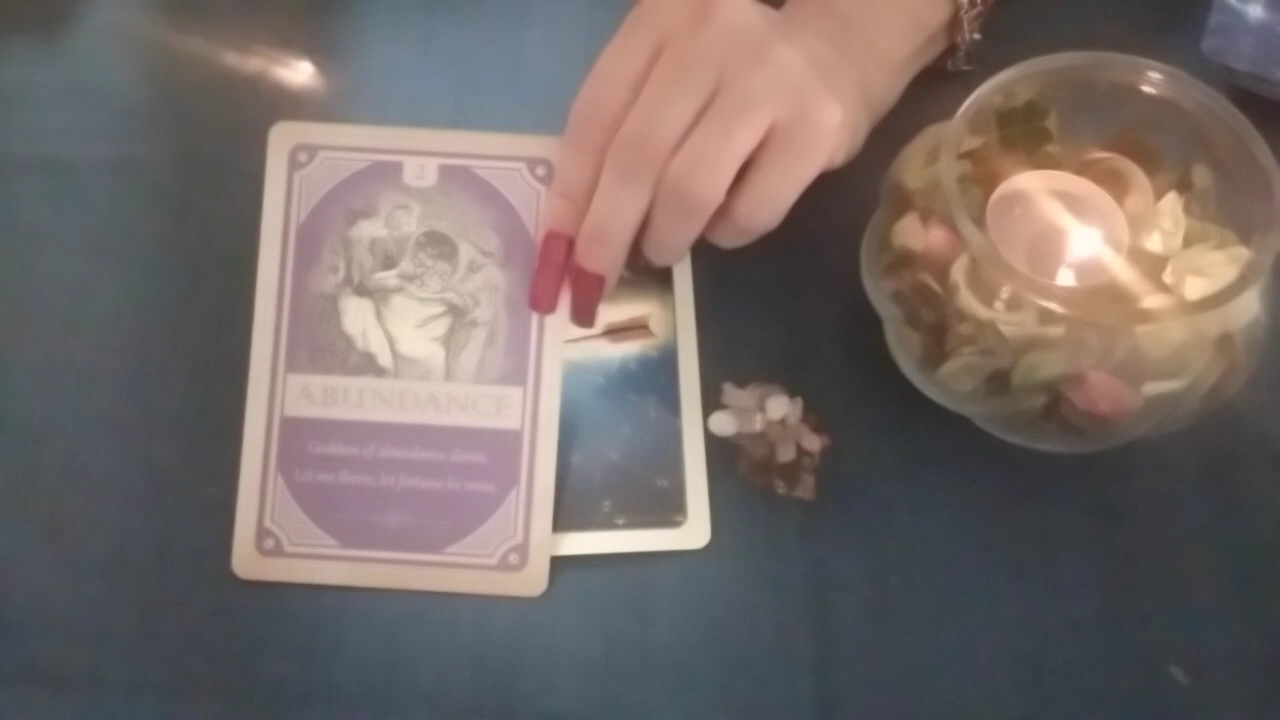 2
ABUNDANCE
Goddess of abundance divine,
Let me thrive, let fortune be mine